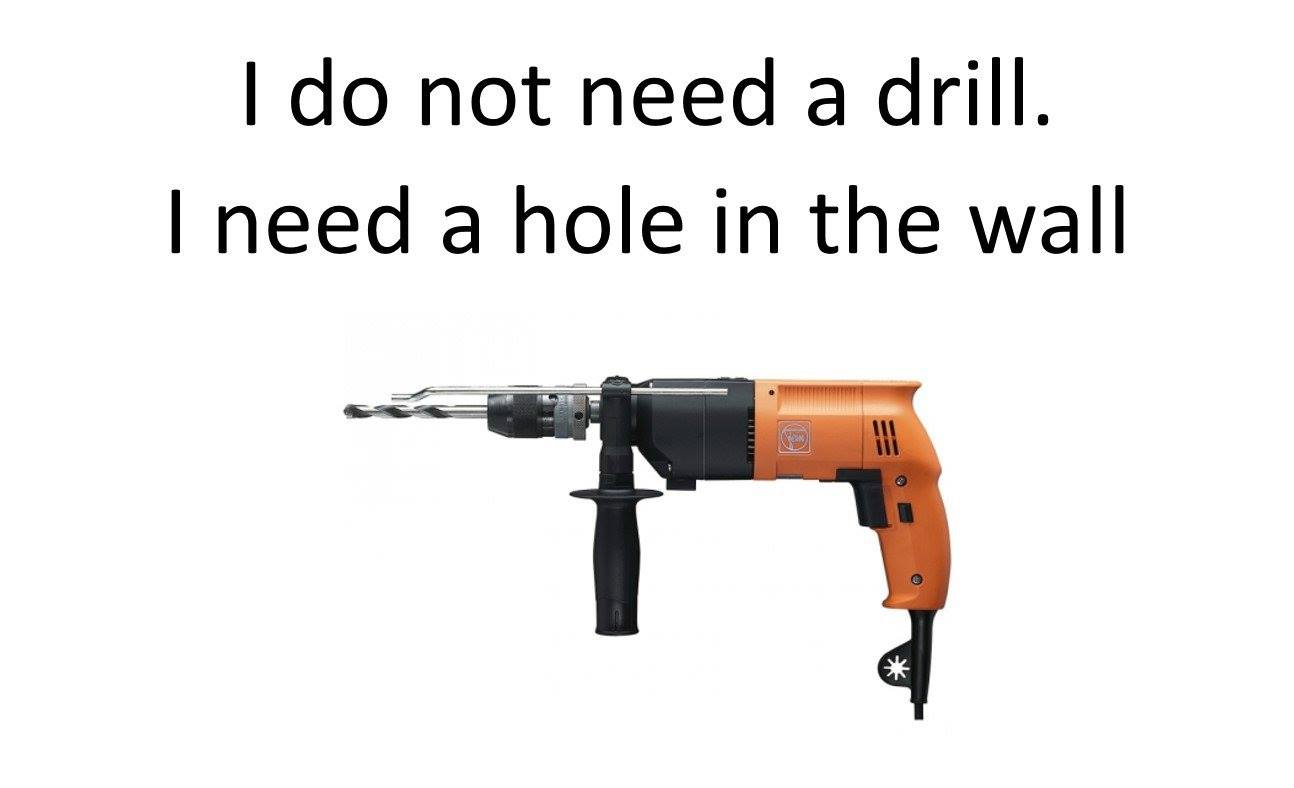 I do not need a drill.
I need a hole in the wall